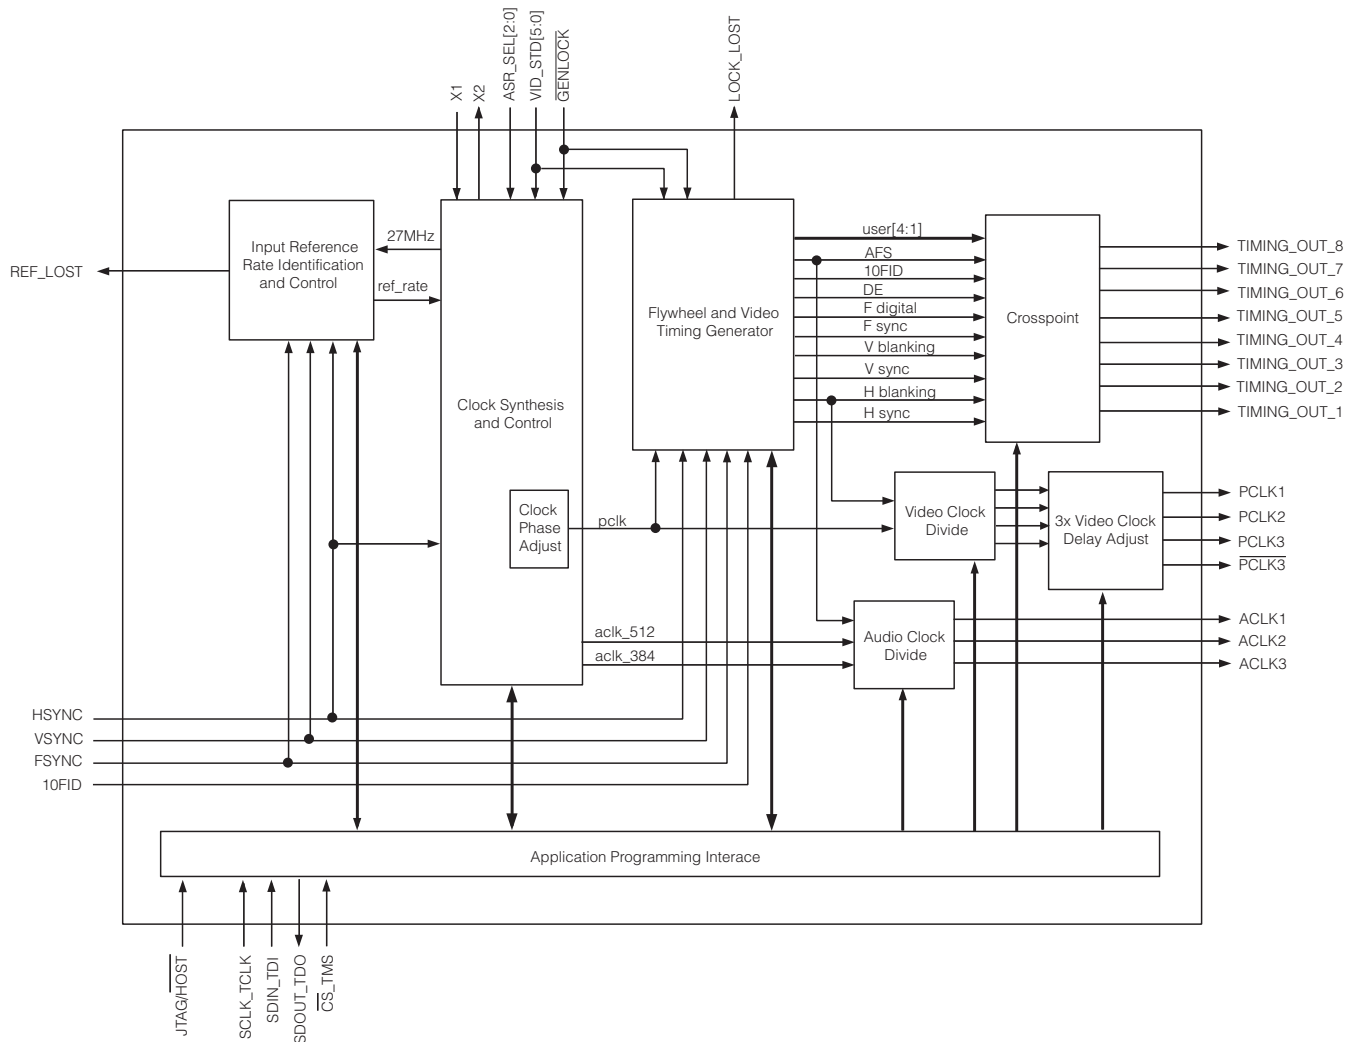 X1
X2
ASR_SEL[2:0]
VID_STD[5:0]
GENLOCK
LOCK_LOST
Input Reference
Rate Identification
and Control
27MHz
ref_rate
REF_LOST
Clock Synthesis
and Control
Clock
Phase
Adjust
pclk
aclk_512
aclk_384
Flywheel and Video
Timing Generator
user[4:1]
AFS
10FID
DE
F digital
F sync
V blanking
V sync
H blanking
H sync
Crosspoint
TIMING_OUT_8
TIMING_OUT_7
TIMING_OUT_6
TIMING_OUT_5
TIMING_OUT_4
TIMING_OUT_3
TIMING_OUT_2
TIMING_OUT_1
Video Clock
Divide
3x Video Clock
Delay Adjust
PCLK1
PCLK2
PCLK3
PCLK3
Audio Clock
Divide
ACLK1
ACLK2
ACLK3
HSYNC
VSYNC
FSYNC
10FID
Application Programming Interace
JTAG/HOST
SCLK_TCLK
SDIN_TDI
SDOUT_TDO
CS_TMS